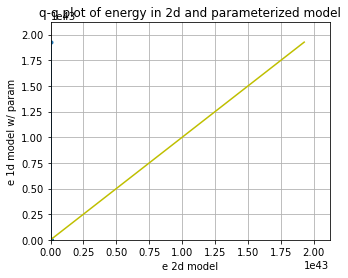 q-q plot of energy in 2d and parameterized model
1e43
2.00
1.75
1.50
1.25
1.00
0.75
0.50
0.25
0.00
e 1d model w/ param
0.00 0.25 0.50 0.75 1.00 1.25 1.50 1.75 2.00
e 2d model
1e43